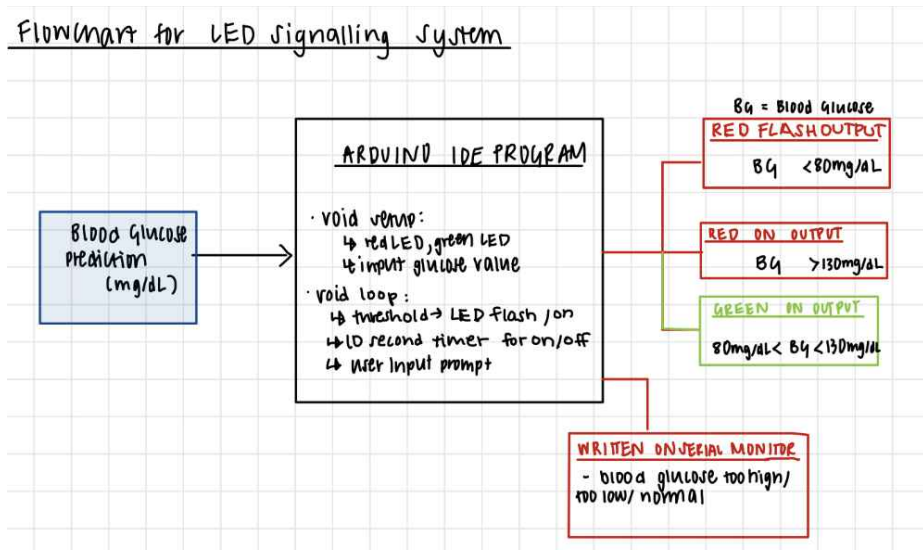 Flowchart for LED signalling system
Blood Glucose
Prediction
(mg/dL)
ARDUINO IDE PROGRAM
· void setup:
↳ red LED, green LED
↳ input glucose value
· void loop:
↳ threshold → LED flash / on
↳ 10 second timer for on/off
↳ user input prompt
BG = Blood Glucose
RED FLASH OUTPUT
BG <80mg/dL
RED ON OUTPUT
BG >130mg/dL
GREEN ON OUTPUT
80mg/dL< BG <130mg/dL
WRITTEN ON SERIAL MONITOR
- blood glucose too high/
too low/ normal